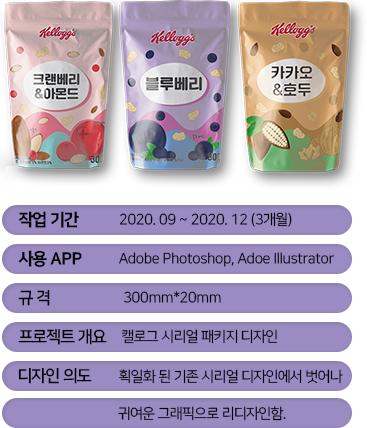 Kellogg's
크랜베리
&아몬드
Kellogg's
블루베리
Kellogg's
카카오
&호두
작업 기간 2020. 09 ~ 2020. 12 (3개월)
사용 APP Adobe Photoshop, Adoe Illustrator
규 격 300mm*20mm
프로젝트 개요 캘로그 시리얼 패키지 디자인
디자인 의도 획일화 된 기존 시리얼 디자인에서 벗어나
귀여운 그래픽으로 리디자인함.